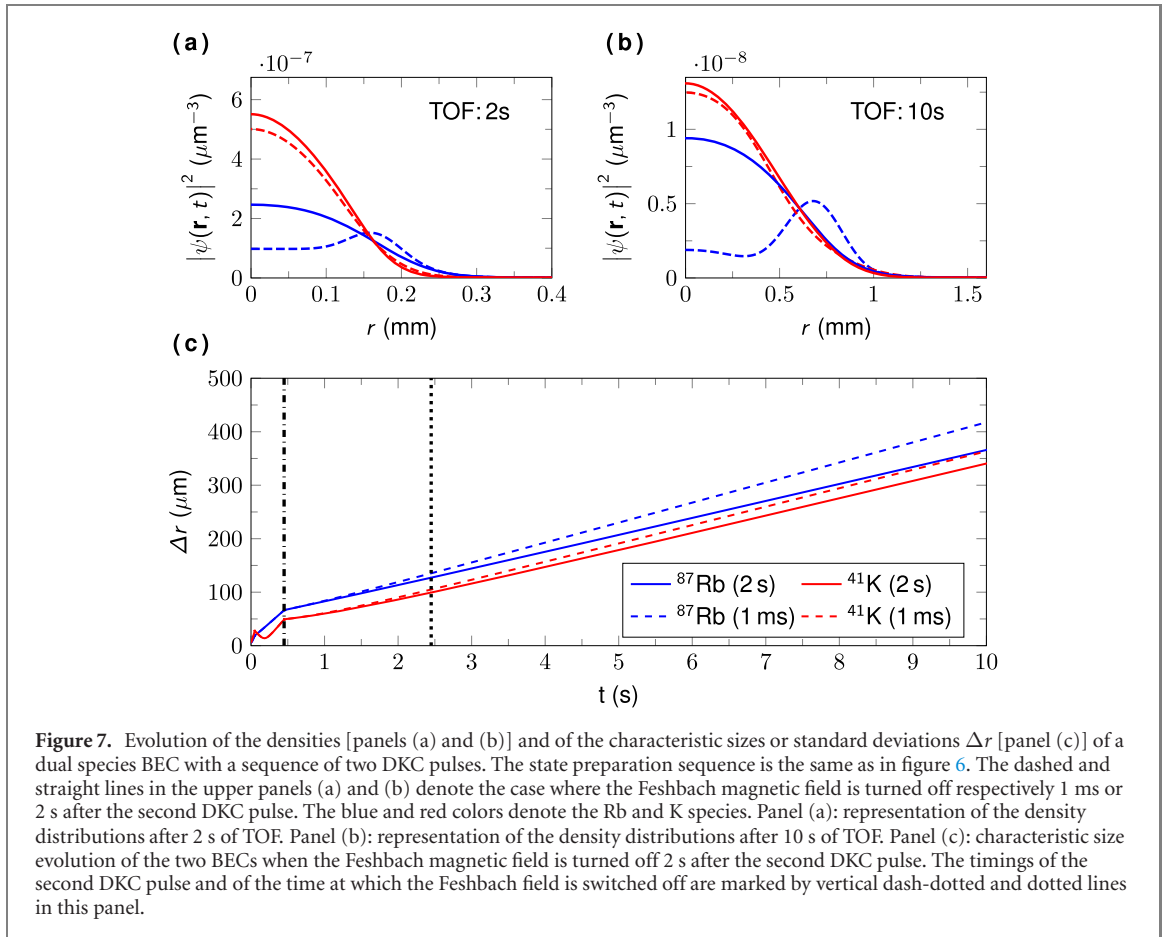 (a)
(b)
·10−7
·10−8
TOF: 2s
TOF: 10s
|ψ(r, t)|2 (μm−3)
6
4
2
0
0 0.1 0.2 0.3 0.4
r (mm)
|ψ(r, t)|2 (μm−3)
1
0.5
0
0 0.5 1 1.5
r (mm)
(c)
Δr (μm)
500
400
300
200
100
0
0 1 2 3 4 5 6 7 8 9 10
t (s)
87Rb (2 s) 41K (2 s)
87Rb (1 ms) 41K (1 ms)
Figure 7. Evolution of the densities [panels (a) and (b)] and of the characteristic sizes or standard deviations Δr [panel (c)] of a
dual species BEC with a sequence of two DKC pulses. The state preparation sequence is the same as in figure 6. The dashed and
straight lines in the upper panels (a) and (b) denote the case where the Feshbach magnetic field is turned off respectively 1 ms or
2 s after the second DKC pulse. The blue and red colors denote the Rb and K species. Panel (a): representation of the density
distributions after 2 s of TOF. Panel (b): representation of the density distributions after 10 s of TOF. Panel (c): characteristic size
evolution of the two BECs when the Feshbach magnetic field is turned off 2 s after the second DKC pulse. The timings of the
second DKC pulse and of the time at which the Feshbach field is switched off are marked by vertical dash-dotted and dotted lines
in this panel.